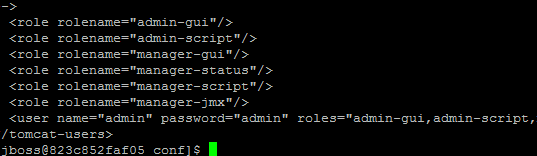 ->
<role rolename="admin-gui"/>
<role rolename="admin-script"/>
<role rolename="manager-gui"/>
<role rolename="manager-status"/>
<role rolename="manager-script"/>
<role rolename="manager-jmx"/>
<user name="admin" password="admin" roles="admin-gui,admin-script,
/tomcat-users>
jboss@823c852faf05 conf]$